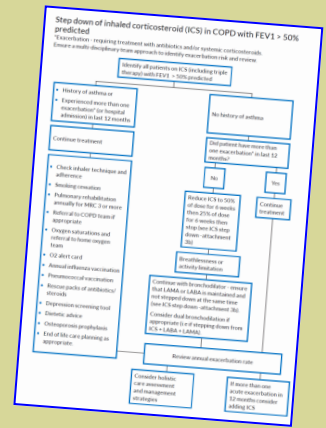 Step down of inhaled corticosteroid (ICS) in COPD with FEV1 > 50%
predicted
*Exacerbation - requiring treatment with antibiotics and/or systemic corticosteroids.
Ensure a multi-disciplinary team approach to identify exacerbation risk and review
Identify all patients on ICS (including triple
therapy) with FEV1 > 50% predicted
• History of asthma or
• Experienced more than one
exacerbation* (or hospital
admission) in last 12 months
No history of asthma
Continue treatment
Did patient have more than
one exacerbation* in last 12
months?
No
Yes
• Check inhaler technique and
adherence
• Smoking cessation
• Pulmonary rehabilitation
annually for MRC 3 or more
• Referral to COPD team if
appropriate
• Oxygen saturations and
referral to home oxygen
team
• O2 alert card
• Annual influenza vaccination
• Pneumococcal vaccination
• Rescue packs of antibiotics/
steroids
• Depression screening tool
• Dietetic advice
• Osteoporosis prophylaxis
• End of life care planning as
appropriate
Reduce ICS to 50%
of dose for 6 weeks
then 25% of dose
for 6 weeks then
stop (see ICS step
down - attachment
3b)
Continue
treatment
Breathlessness or
activity limitation
Continue with bronchodilator - ensure
that LAMA or LABA is maintained and
not stepped down at the same time
(see ICS step down - attachment 3b)
Consider dual bronchodilation if
appropriate (i.e if stepping down from
ICS + LABA + LAMA)
Review annual exacerbation rate
Consider holistic
care assessment
and management
strategies
If more than one
acute exacerbation in
12 months consider
adding ICS